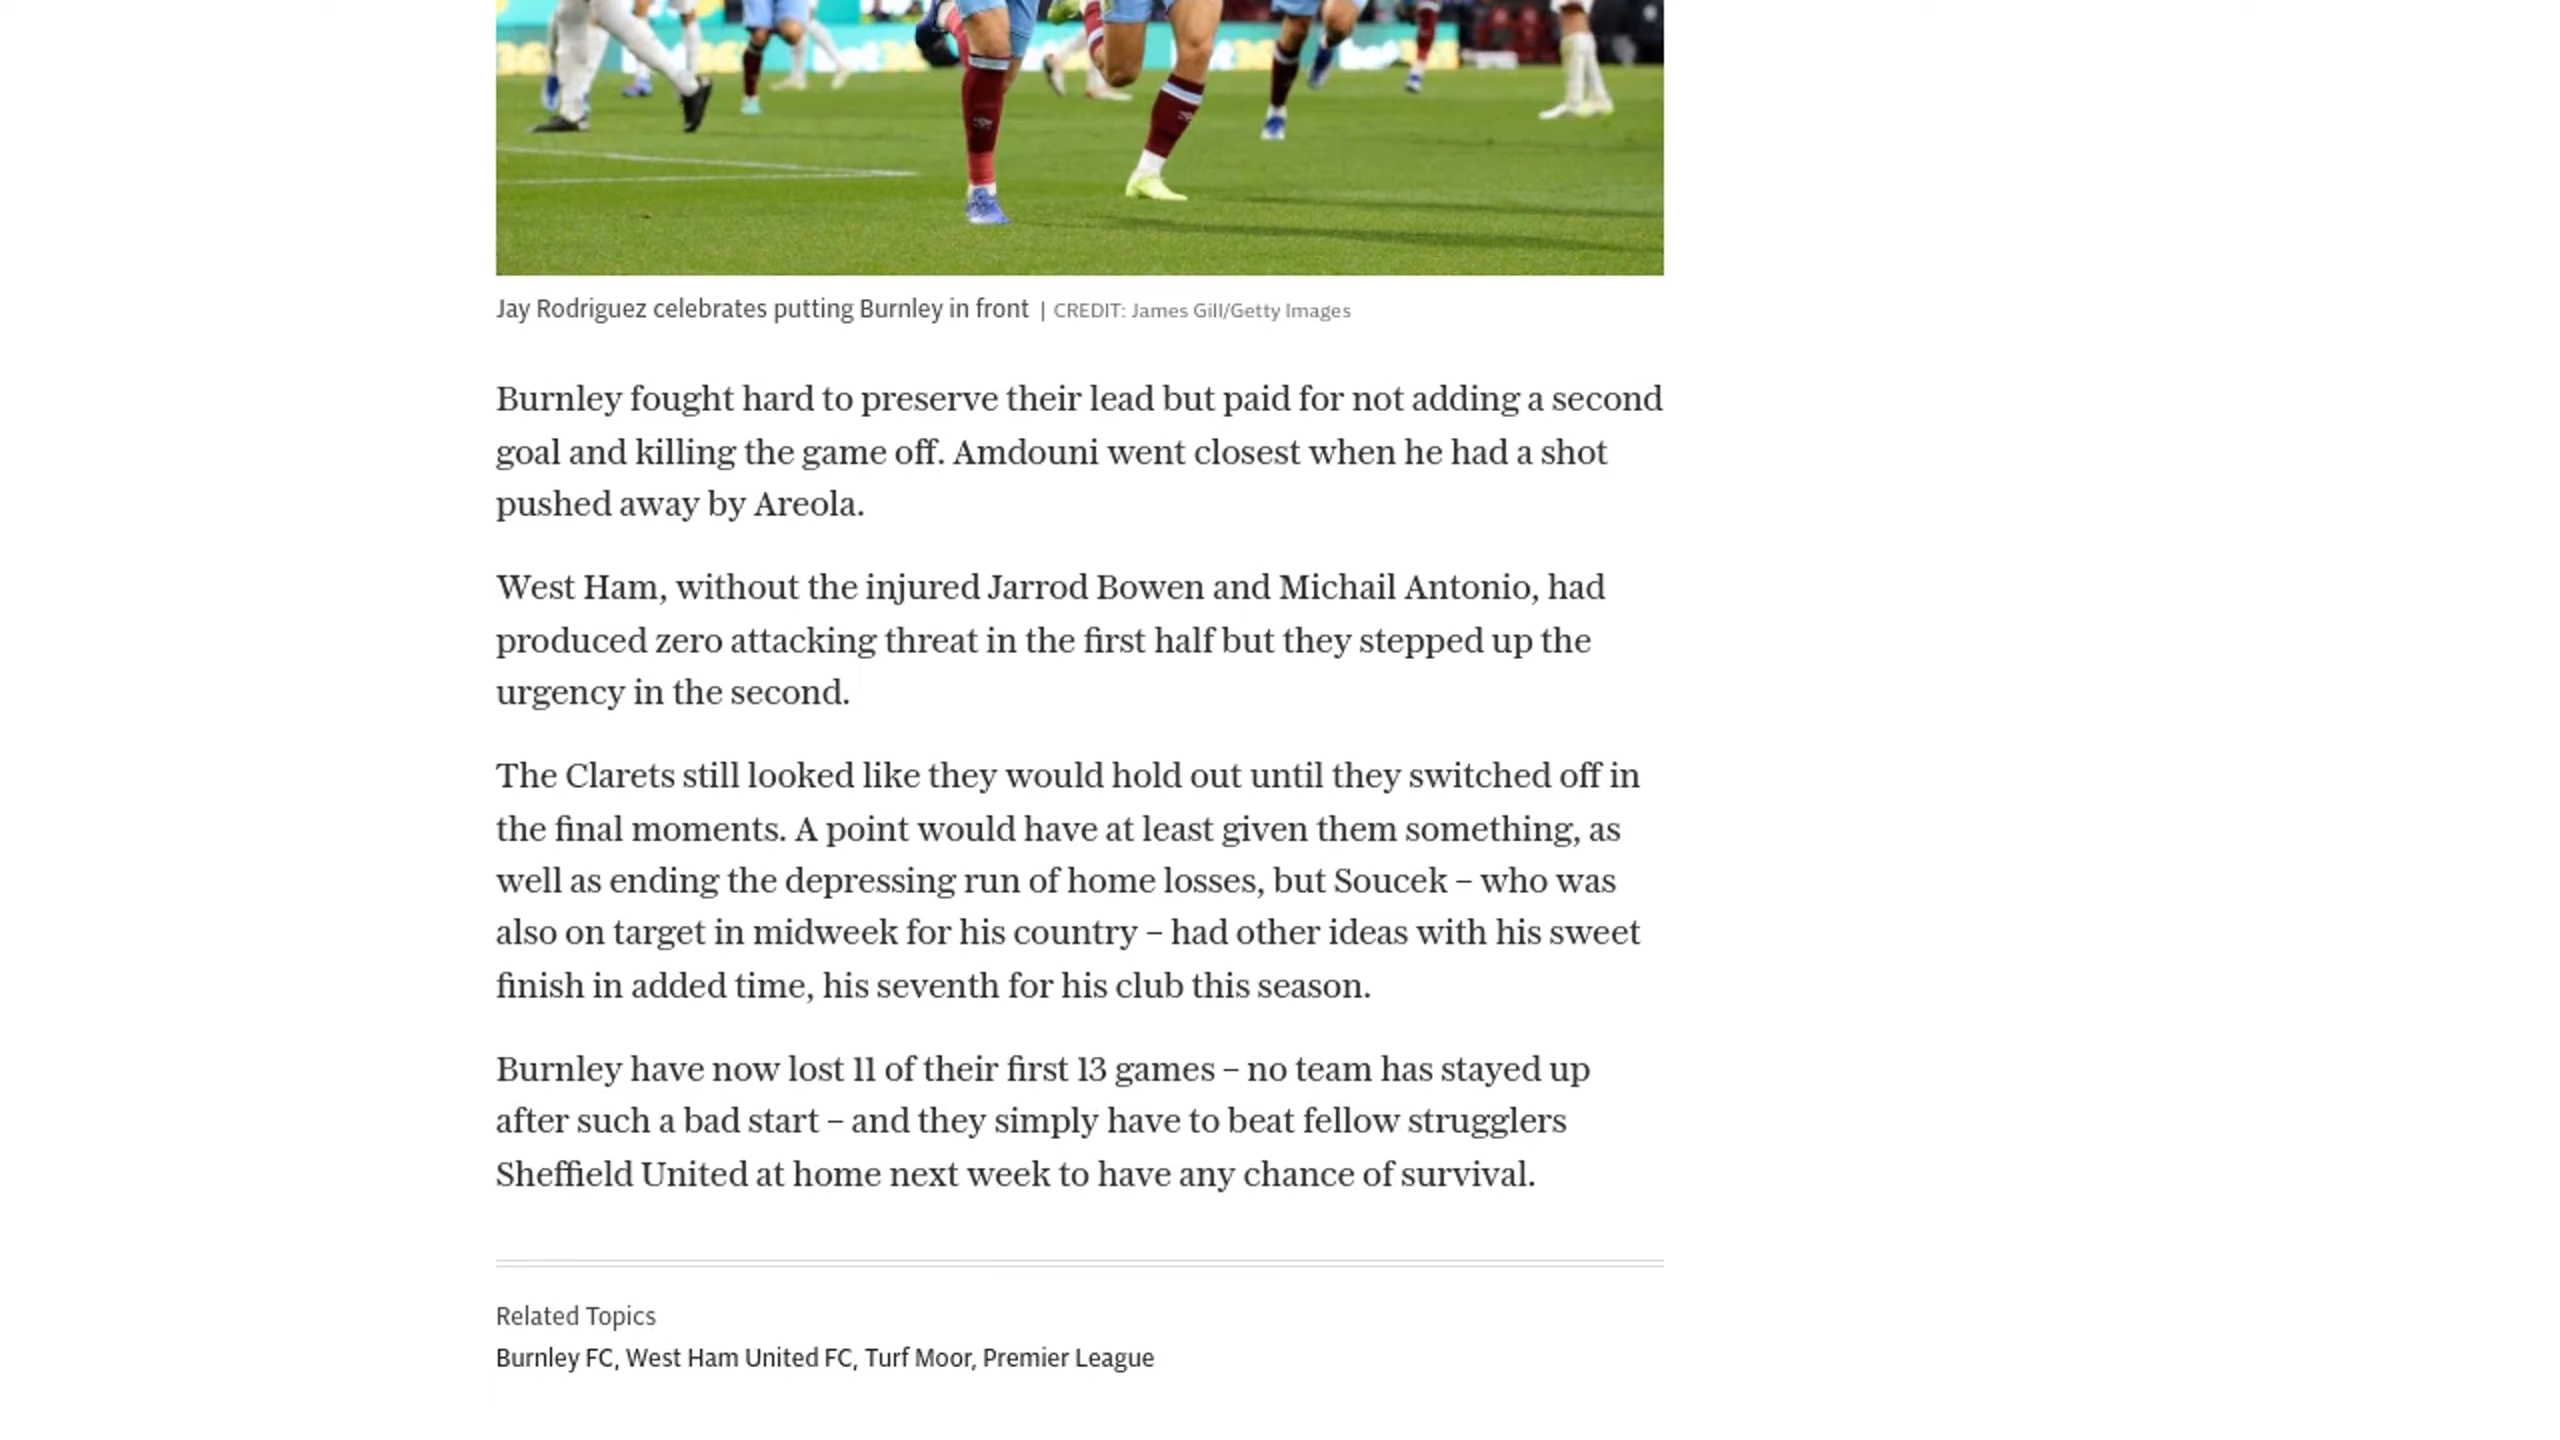 Jay Rodriguez celebrates putting Burnley in front | CREDIT: James Gill/Getty Images
Burnley fought hard to preserve their lead but paid for not adding a second
goal and killing the game off. Amdouni went closest when he had a shot
pushed away by Areola.
West Ham, without the injured Jarrod Bowen and Michail Antonio, had
produced zero attacking threat in the first half but they stepped up the
urgency in the second.
The Clarets still looked like they would hold out until they switched off in
the final moments. A point would have at least given them something, as
well as ending the depressing run of home losses, but Soucek – who was
also on target in midweek for his country – had other ideas with his sweet
finish in added time, his seventh for his club this season.
Burnley have now lost 11 of their first 13 games – no team has stayed up
after such a bad start – and they simply have to beat fellow strugglers
Sheffield United at home next week to have any chance of survival.
Related Topics
Burnley FC, West Ham United FC, Turf Moor, Premier League